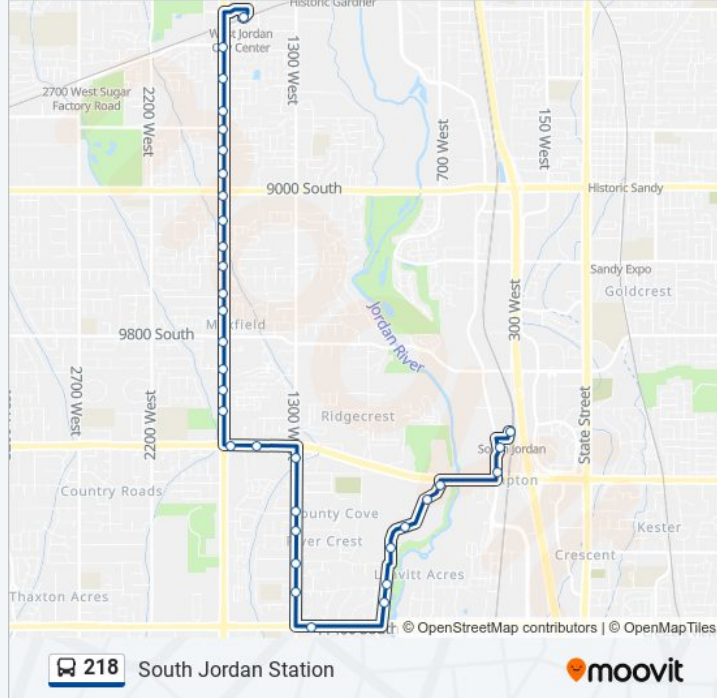 Historic Gardner
West Jordan
City Center
1300 West
2700 West Sugar
Factory Road
2200 West
700 West
150 West
9000 South
Historic Sandy
Sandy Expo
Goldcrest
Jordan River
300 West
9800 South
2700 West
2200 West
1300 W
Ridgecrest
State Street
South Jordan
Country Roads
County Cove
River Crest
Kester
Crescent
Leavitt Acres
Thaxton Acres
© OpenStreetMap contributors | © OpenMapTiles
218 South Jordan Station
moovit